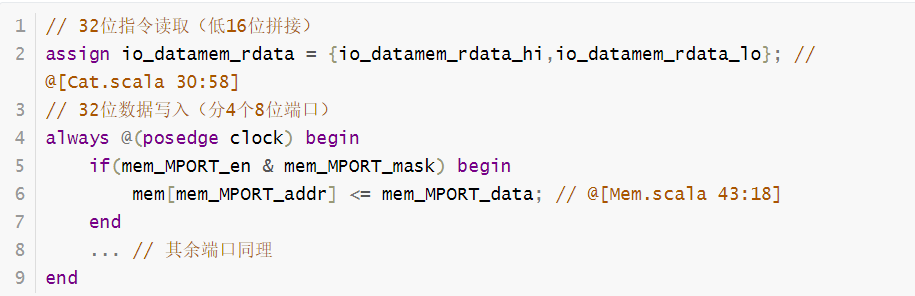 1 // 32位指令读取（低16位拼接）
2 assign io_datamem_rdata = {io_datamem_rdata_hi,io_datamem_rdata_lo}; //
@[Cat.scala 30:58]
3 // 32位数据写入（分4个8位端口）
4 always @(posedge clock) begin
5     if(mem_MPORT_en & mem_MPORT_mask) begin
6         mem[mem_MPORT_addr] <= mem_MPORT_data; // @[Mem.scala 43:18]
7     end
8     ... // 其余端口同理
9 end